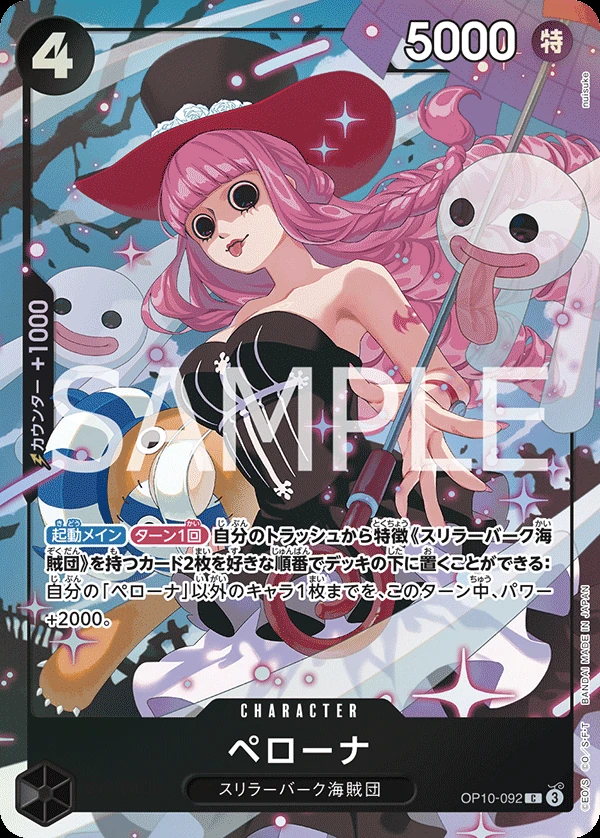 4
5000
特
nuisuke
カウンター +1000
SAMPLE
起動メイン ターン1回 自分のトラッシュから特徴《スリラーバーク海
賊団》を持つカード2枚を好きな順番でデッキの下に置くことができる:
自分の「ペローナ」以外のキャラ1枚までを、このターン中、パワー
+2000。
CHARACTER
ペローナ
スリラーバーク海賊団
OP10-092 C 3
©E.O/S. ©O/S.F.T BANDAI MADE IN JAPAN